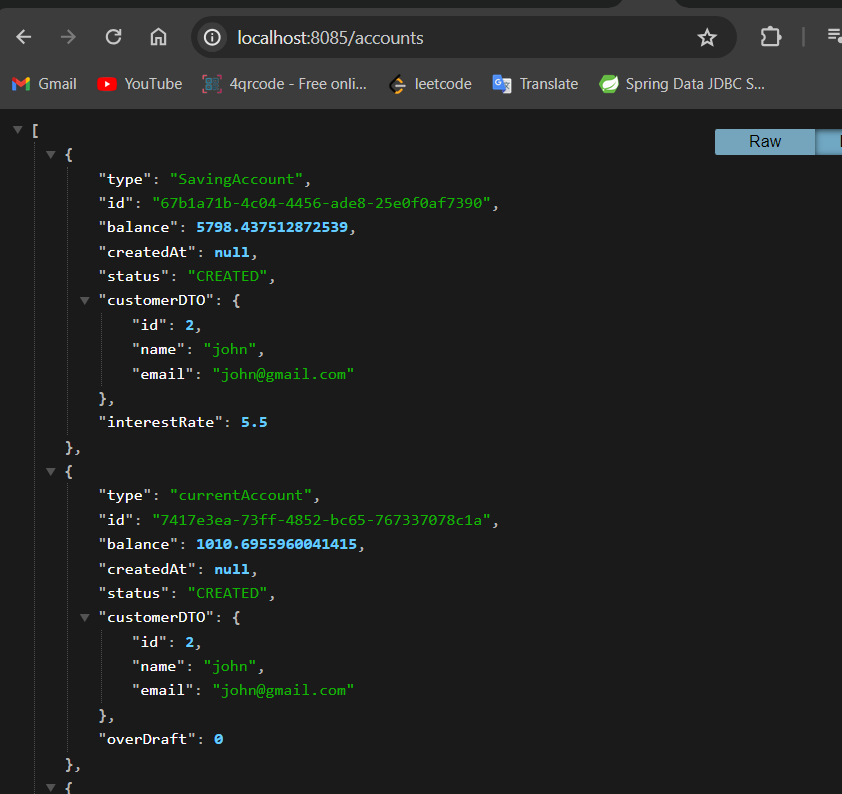 localhost:8085/accounts
Gmail YouTube 4qrcode - Free onli... leetcode Translate Spring Data JDBC S...
Raw
[
{
"type": "SavingAccount",
"id": "67b1a71b-4c04-4456-ade8-25e0f0af7390",
"balance": 5798.437512872539,
"createdAt": null,
"status": "CREATED",
"customerDTO": {
"id": 2,
"name": "john",
"email": "john@gmail.com"
},
"interestRate": 5.5
},
{
"type": "currentAccount",
"id": "7417e3ea-73ff-4852-bc65-767337078c1a",
"balance": 1010.6955960041415,
"createdAt": null,
"status": "CREATED",
"customerDTO": {
"id": 2,
"name": "john",
"email": "john@gmail.com"
},
"overDraft": 0
},
{